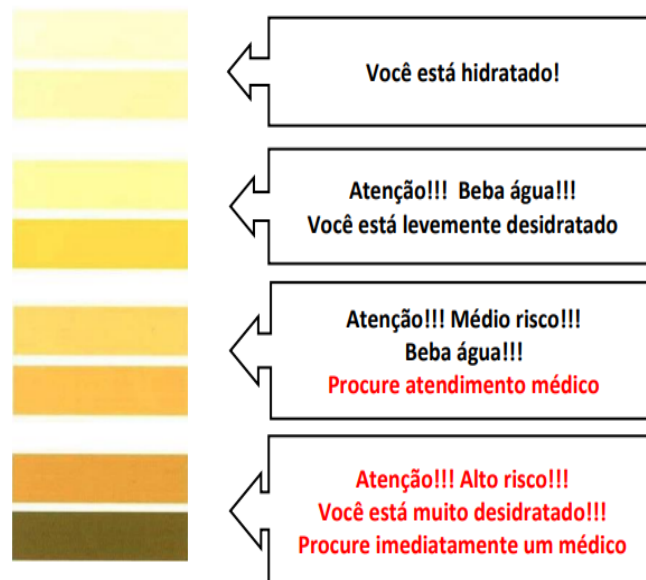 Você está hidratado!
Atenção!!! Beba água!!!
Você está levemente desidratado
Atenção!!! Médio risco!!!
Beba água!!!
Procure atendimento médico
Atenção!!! Alto risco!!!
Você está muito desidratado!!!
Procure imediatamente um médico